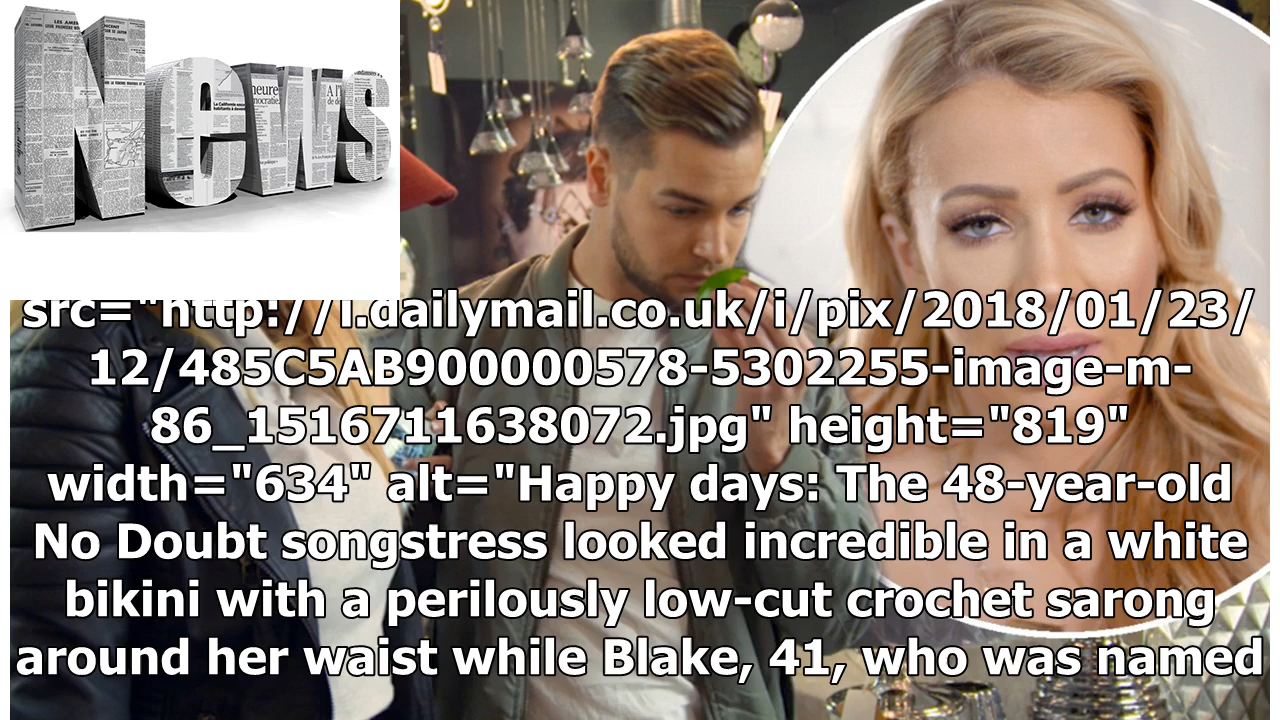 News
src="http://i.dailymail.co.uk/i/pix/2018/01/23/
12/485C5AB900000578-5302255-image-m-
86_1516711638072.jpg" height="819"
width="634" alt="Happy days: The 48-year-old
No Doubt songstress looked incredible in a white
bikini with a perilously low-cut crochet sarong
around her waist while Blake, 41, who was named